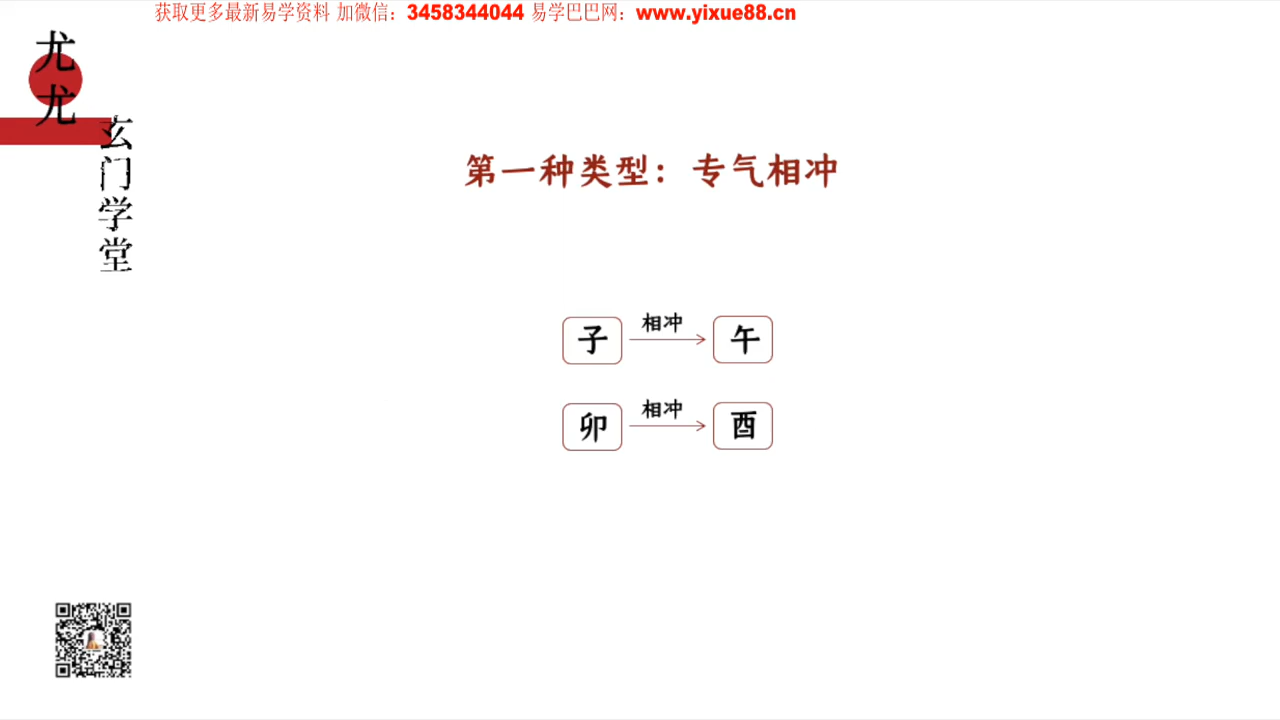 获取更多最新易学资料 加微信：3458344044 易学巴巴网：www.yixue88.cn
尤尤
玄门学堂
第一种类型：专气相冲
子 相冲 午
卯 相冲 酉